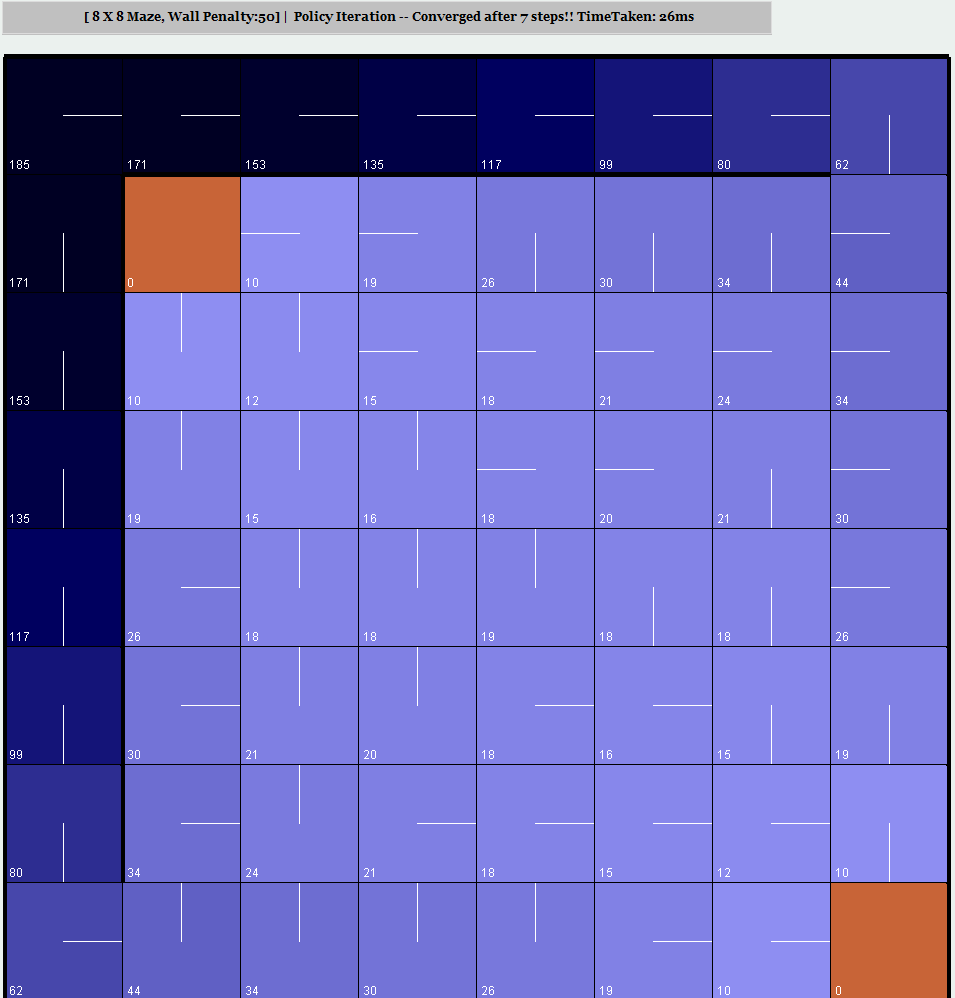 [ 8 X 8 Maze, Wall Penalty:50] | Policy Iteration -- Converged after 7 steps!! TimeTaken: 26ms
185 171 153 135 117 99 80 62
171 0 10 19 26 30 34 44
153 10 12 15 18 21 24 34
135 19 15 16 18 20 21 30
117 26 18 18 19 18 18 26
99 30 21 20 18 16 15 19
80 34 24 21 18 15 12 10
62 44 34 30 26 19 10 0